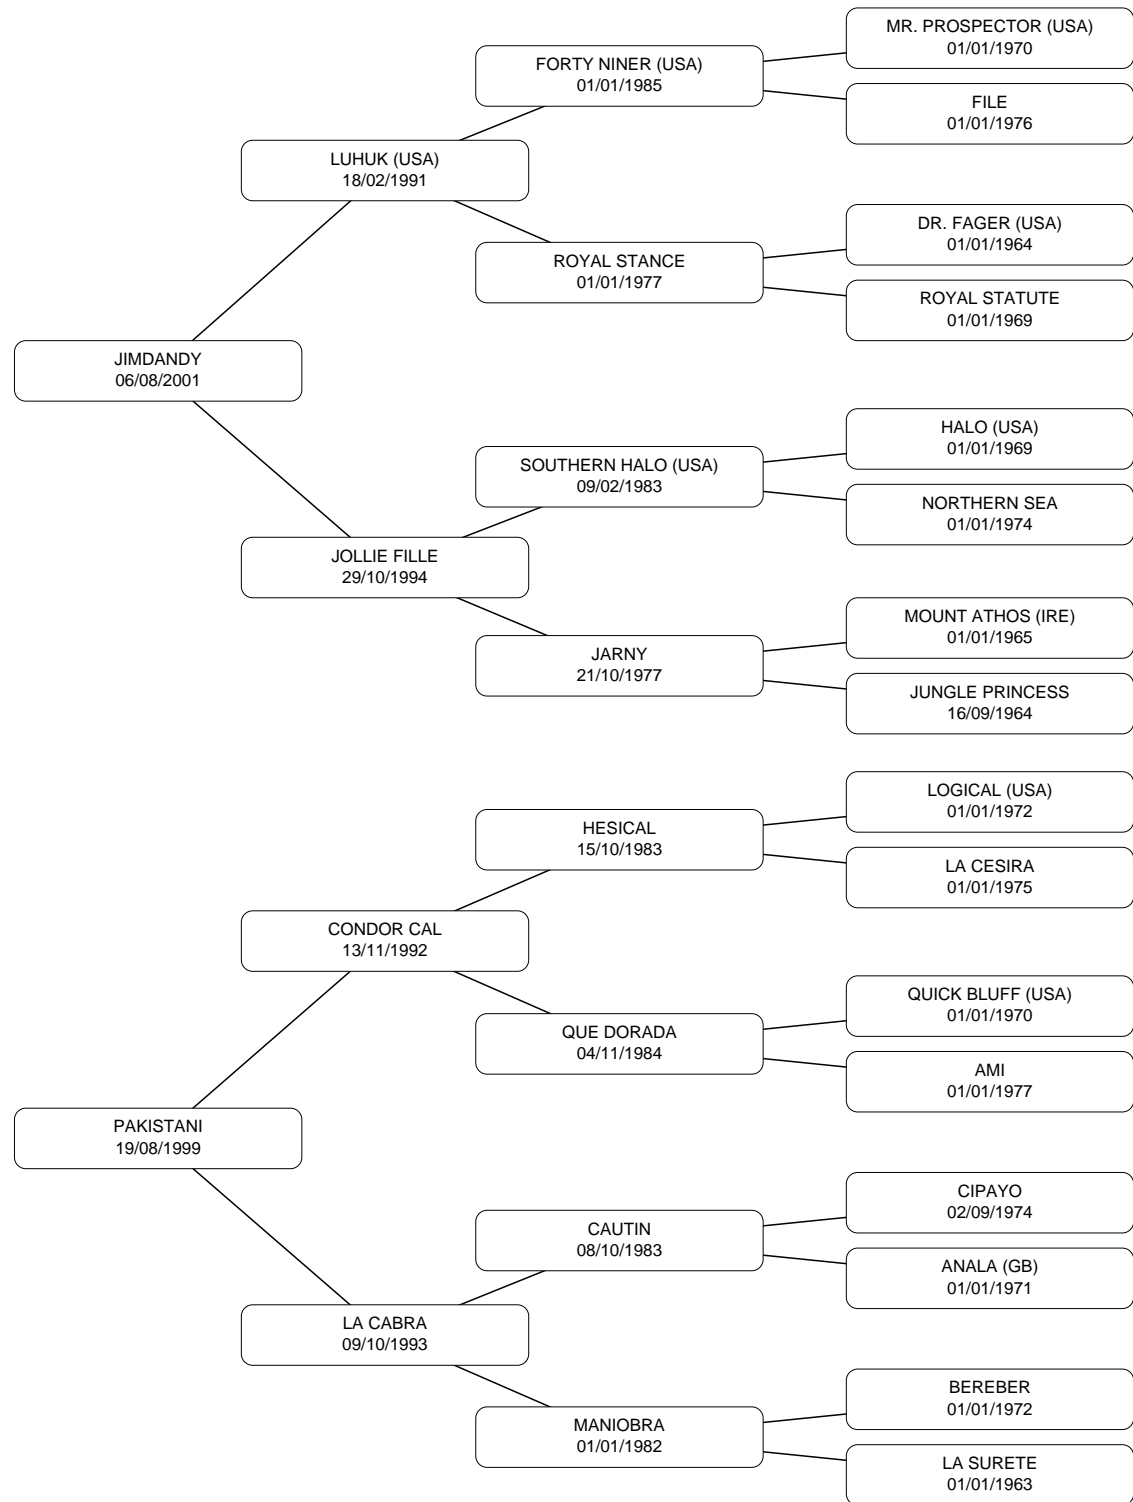 MR. PROSPECTOR (USA)
01/01/1970
FORTY NINER (USA)
01/01/1985
FILE
01/01/1976
LUHUK (USA)
18/02/1991
DR. FAGER (USA)
01/01/1964
ROYAL STANCE
01/01/1977
ROYAL STATUTE
01/01/1969
JIMDANDY
06/08/2001
HALO (USA)
01/01/1969
SOUTHERN HALO (USA)
09/02/1983
NORTHERN SEA
01/01/1974
JOLLIE FILLE
29/10/1994
MOUNT ATHOS (IRE)
01/01/1965
JARNY
21/10/1977
JUNGLE PRINCESS
16/09/1964
LOGICAL (USA)
01/01/1972
HESICAL
15/10/1983
LA CESIRA
01/01/1975
CONDOR CAL
13/11/1992
QUICK BLUFF (USA)
01/01/1970
QUE DORADA
04/11/1984
AMI
01/01/1977
PAKISTANI
19/08/1999
CIPAYO
02/09/1974
CAUTIN
08/10/1983
ANALA (GB)
01/01/1971
LA CABRA
09/10/1993
BEREBER
01/01/1972
MANIOBRA
01/01/1982
LA SURETE
01/01/1963